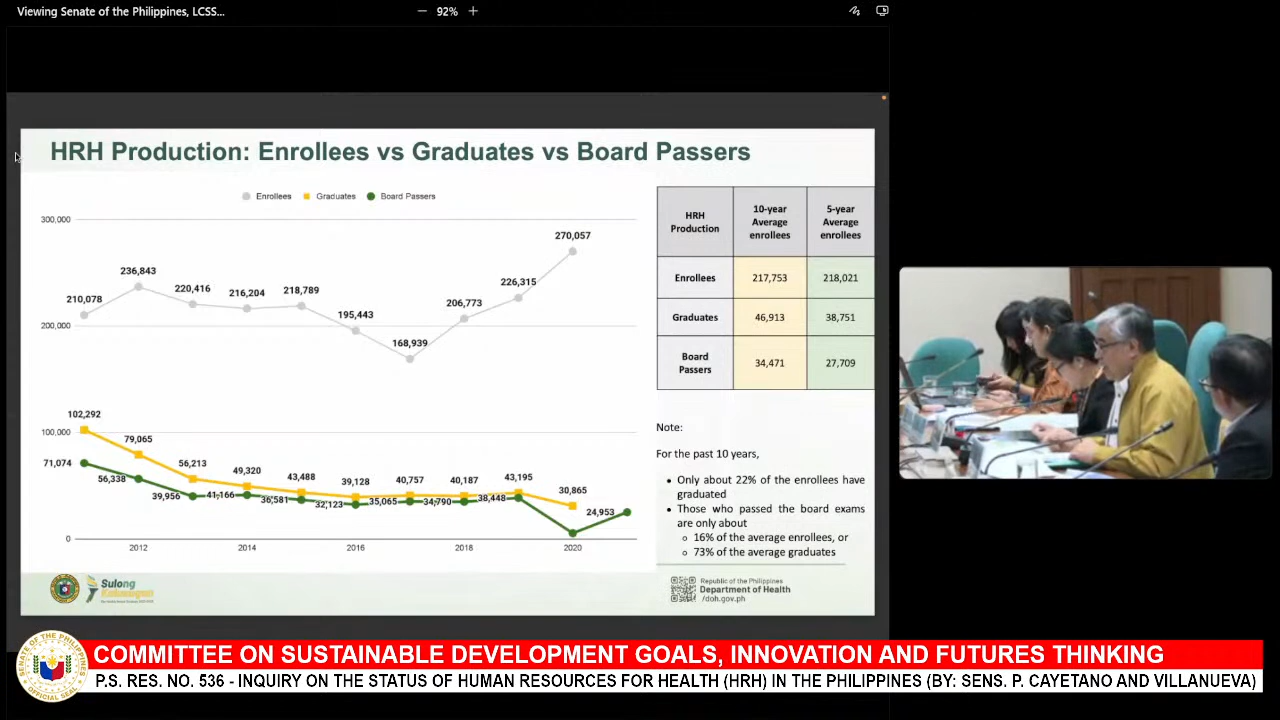 Viewing Senate of the Philippines, LCSS...
92%
HRH Production: Enrollees vs Graduates vs Board Passers
Enrollees Graduates Board Passers
300,000
200,000
100,000
0
210,078
236,843
220,416
216,204
218,789
195,443
168,939
206,773
226,315
270,057
102,292
79,065
56,213
49,320
43,488
39,128
40,757
40,187
43,195
30,865
71,074
56,338
39,956
41,166
36,581
32,123
35,065
34,790
38,448
24,953
2012 2014 2016 2018 2020
HRH Production
10-year Average enrollees
5-year Average enrollees
Enrollees 217,753 218,021
Graduates 46,913 38,751
Board Passers 34,471 27,709
Note:
For the past 10 years,
Only about 22% of the enrollees have
graduated
Those who passed the board exams
are only about
16% of the average enrollees, or
73% of the average graduates
Sulong
Kalusugan
Republic of the Philippines
Department of Health
/doh.gov.ph
SENATE OF THE PHILIPPINES
OFFICIAL SEAL
COMMITTEE ON SUSTAINABLE DEVELOPMENT GOALS, INNOVATION AND FUTURES THINKING
P.S. RES. NO. 536 - INQUIRY ON THE STATUS OF HUMAN RESOURCES FOR HEALTH (HRH) IN THE PHILIPPINES (BY: SENS. P. CAYETANO AND VILLANUEVA)